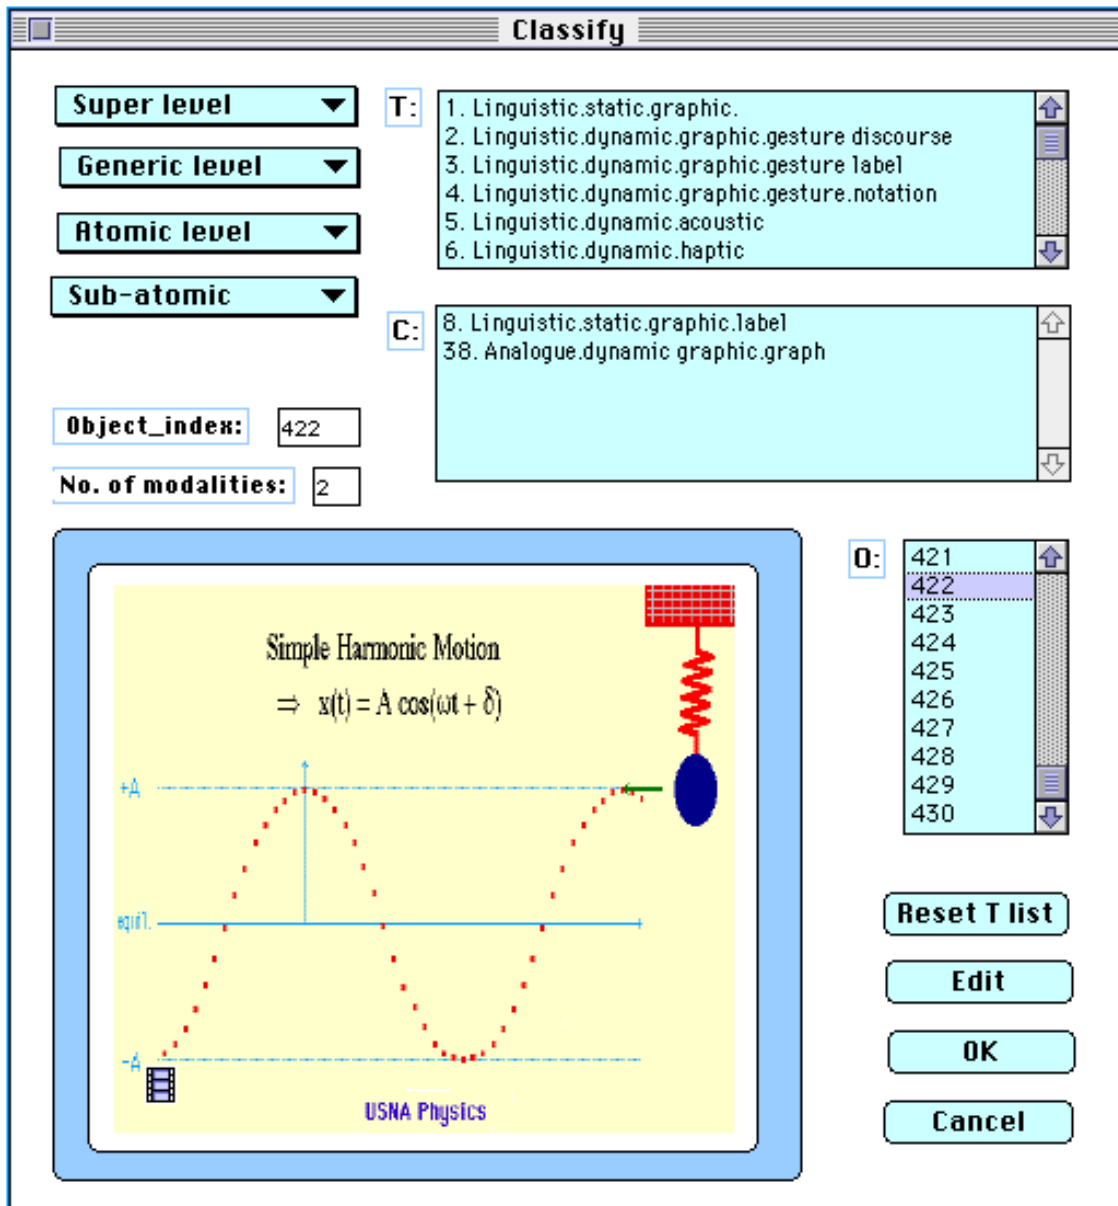 Classify
Super level
Generic level
Atomic level
Sub-atomic
T:
1. Linguistic.static.graphic.
2. Linguistic.dynamic.graphic.gesture discourse
3. Linguistic.dynamic.graphic.gesture label
4. Linguistic.dynamic.graphic.gesture.notation
5. Linguistic.dynamic.acoustic
6. Linguistic.dynamic.haptic
C:
8. Linguistic.static.graphic.label
38. Analogue.dynamic graphic.graph
Object_index: 422
No. of modalities: 2
Simple Harmonic Motion
⇒ x(t) = A cos(ωt + δ)
+A
equil.
-A
USNA Physics
O:
421
422
423
424
425
426
427
428
429
430
Reset T list
Edit
OK
Cancel